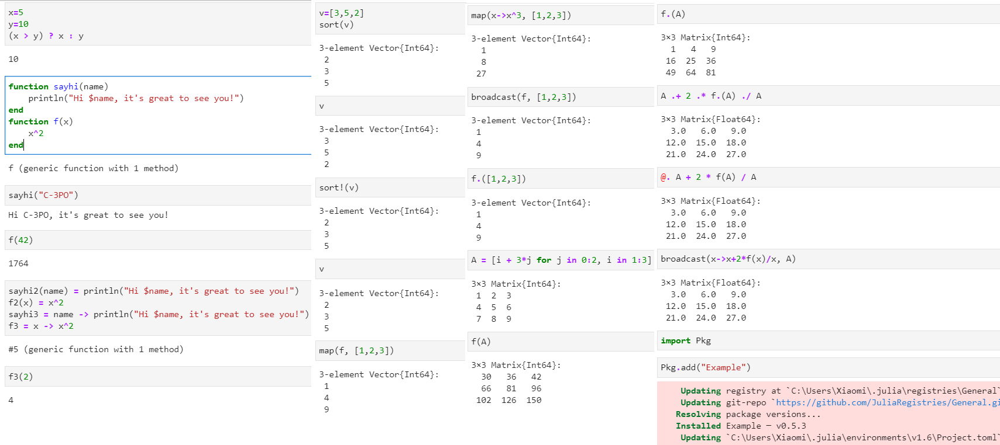 x=5
y=10
(x > y) ? x : y
10
function sayhi(name)
    println("Hi $name, it's great to see you!")
end
function f(x)
    x^2
end
f (generic function with 1 method)
sayhi("C-3PO")
Hi C-3PO, it's great to see you!
f(42)
1764
sayhi2(name) = println("Hi $name, it's great to see you!")
f2(x) = x^2
sayhi3 = name -> println("Hi $name, it's great to see you!")
f3 = x -> x^2
#5 (generic function with 1 method)
f3(2)
4
v=[3,5,2]
sort(v)
3-element Vector{Int64}:
 2
 3
 5
v
3-element Vector{Int64}:
 3
 5
 2
sort!(v)
3-element Vector{Int64}:
 2
 3
 5
v
3-element Vector{Int64}:
 2
 3
 5
map(f, [1,2,3])
3-element Vector{Int64}:
 1
 4
 9
map(x->x^3, [1,2,3])
3-element Vector{Int64}:
  1
  8
 27
broadcast(f, [1,2,3])
3-element Vector{Int64}:
 1
 4
 9
f.([1,2,3])
3-element Vector{Int64}:
 1
 4
 9
A = [i + 3*j for j in 0:2, i in 1:3]
3×3 Matrix{Int64}:
 1  2  3
 4  5  6
 7  8  9
f(A)
3×3 Matrix{Int64}:
  30   36   42
  66   81   96
 102  126  150
f.(A)
3×3 Matrix{Int64}:
  1   4   9
 16  25  36
 49  64  81
A .+ 2 .* f.(A) ./ A
3×3 Matrix{Float64}:
  3.0   6.0   9.0
 12.0  15.0  18.0
 21.0  24.0  27.0
@. A + 2 * f(A) / A
3×3 Matrix{Float64}:
  3.0   6.0   9.0
 12.0  15.0  18.0
 21.0  24.0  27.0
broadcast(x->x+2*f(x)/x, A)
3×3 Matrix{Float64}:
  3.0   6.0   9.0
 12.0  15.0  18.0
 21.0  24.0  27.0
import Pkg
Pkg.add("Example")
    Updating registry at `C:\Users\Xiaomi\.julia\registries\General`
    Updating git-repo `https://github.com/JuliaRegistries/General.gi
   Resolving package versions...
   Installed Example ─ v0.5.3
    Updating `C:\Users\Xiaomi\.julia\environments\v1.6\Project.toml`